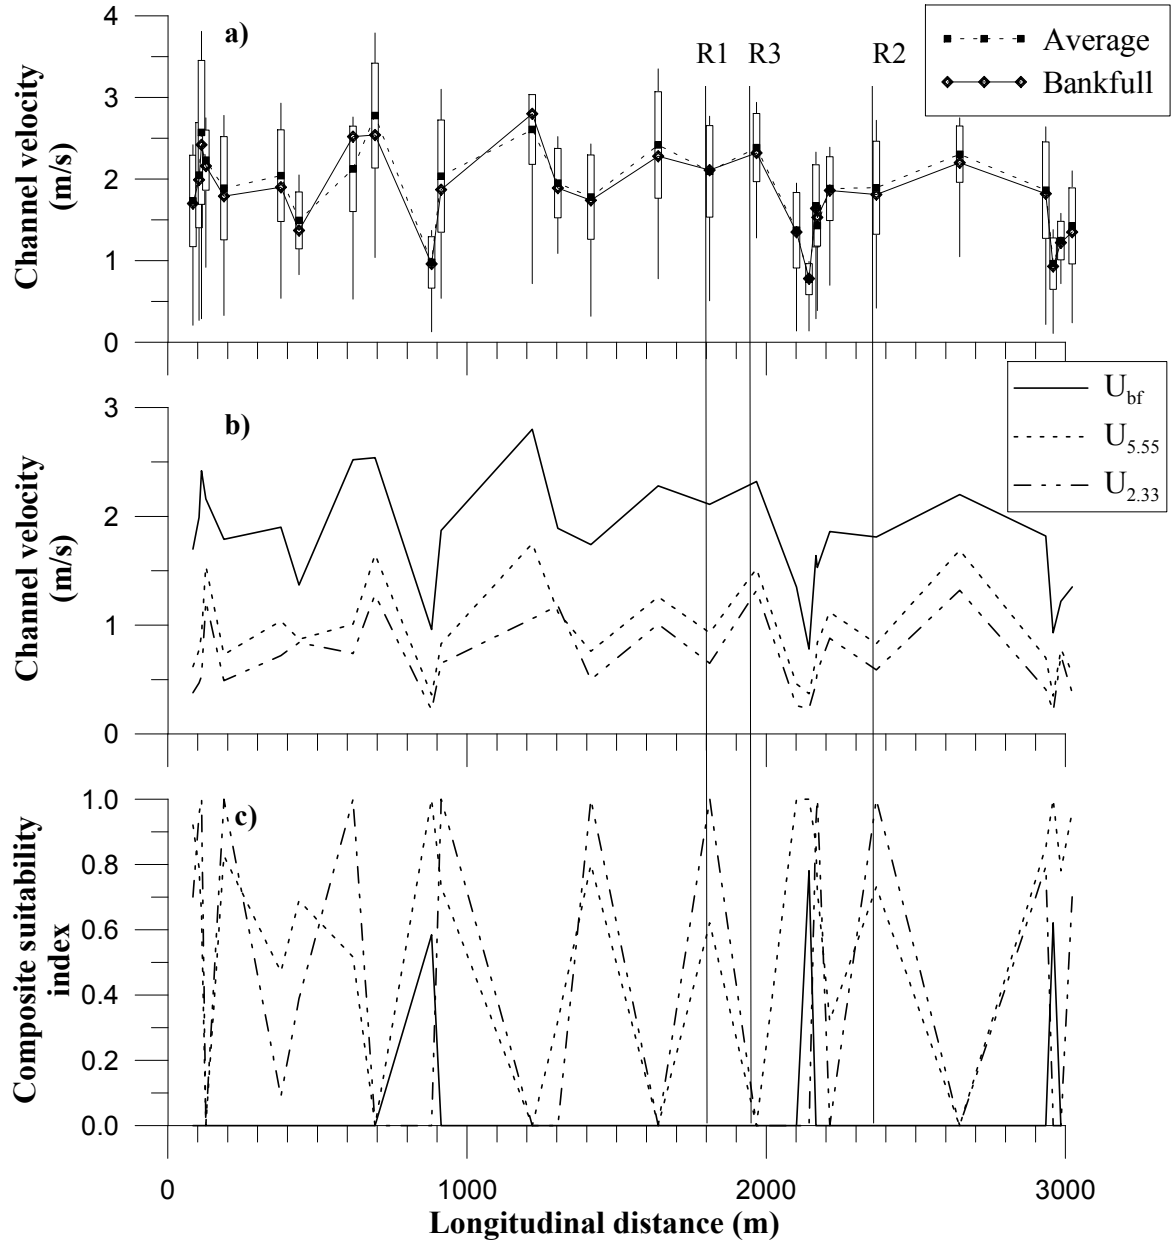 a)
R1 R3 R2
Average
Bankfull
Channel velocity
(m/s)
4
3
2
1
0
b)
U_bf
U_5.55
U_2.33
Channel velocity
(m/s)
3
2
1
0
c)
Composite suitability
index
1.0
0.8
0.6
0.4
0.2
0.0
0 1000 2000 3000
Longitudinal distance (m)